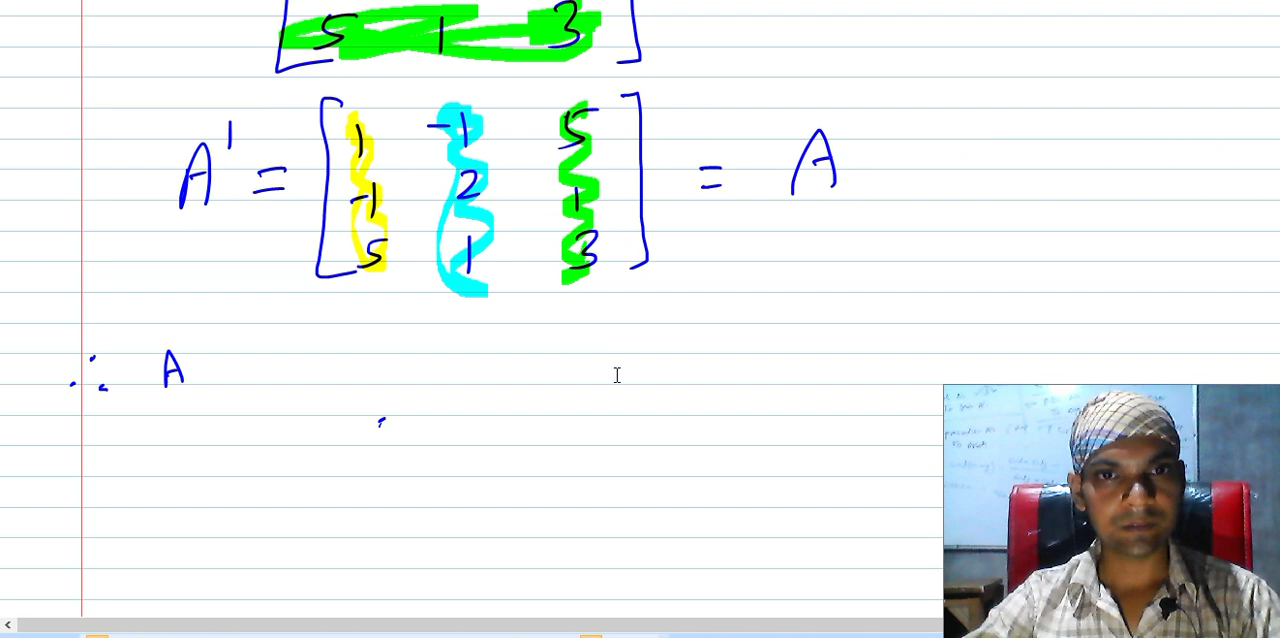 5 1 3
A' = [ 1 -1 5
-1 2 1
5 1 3 ] = A
∴ A